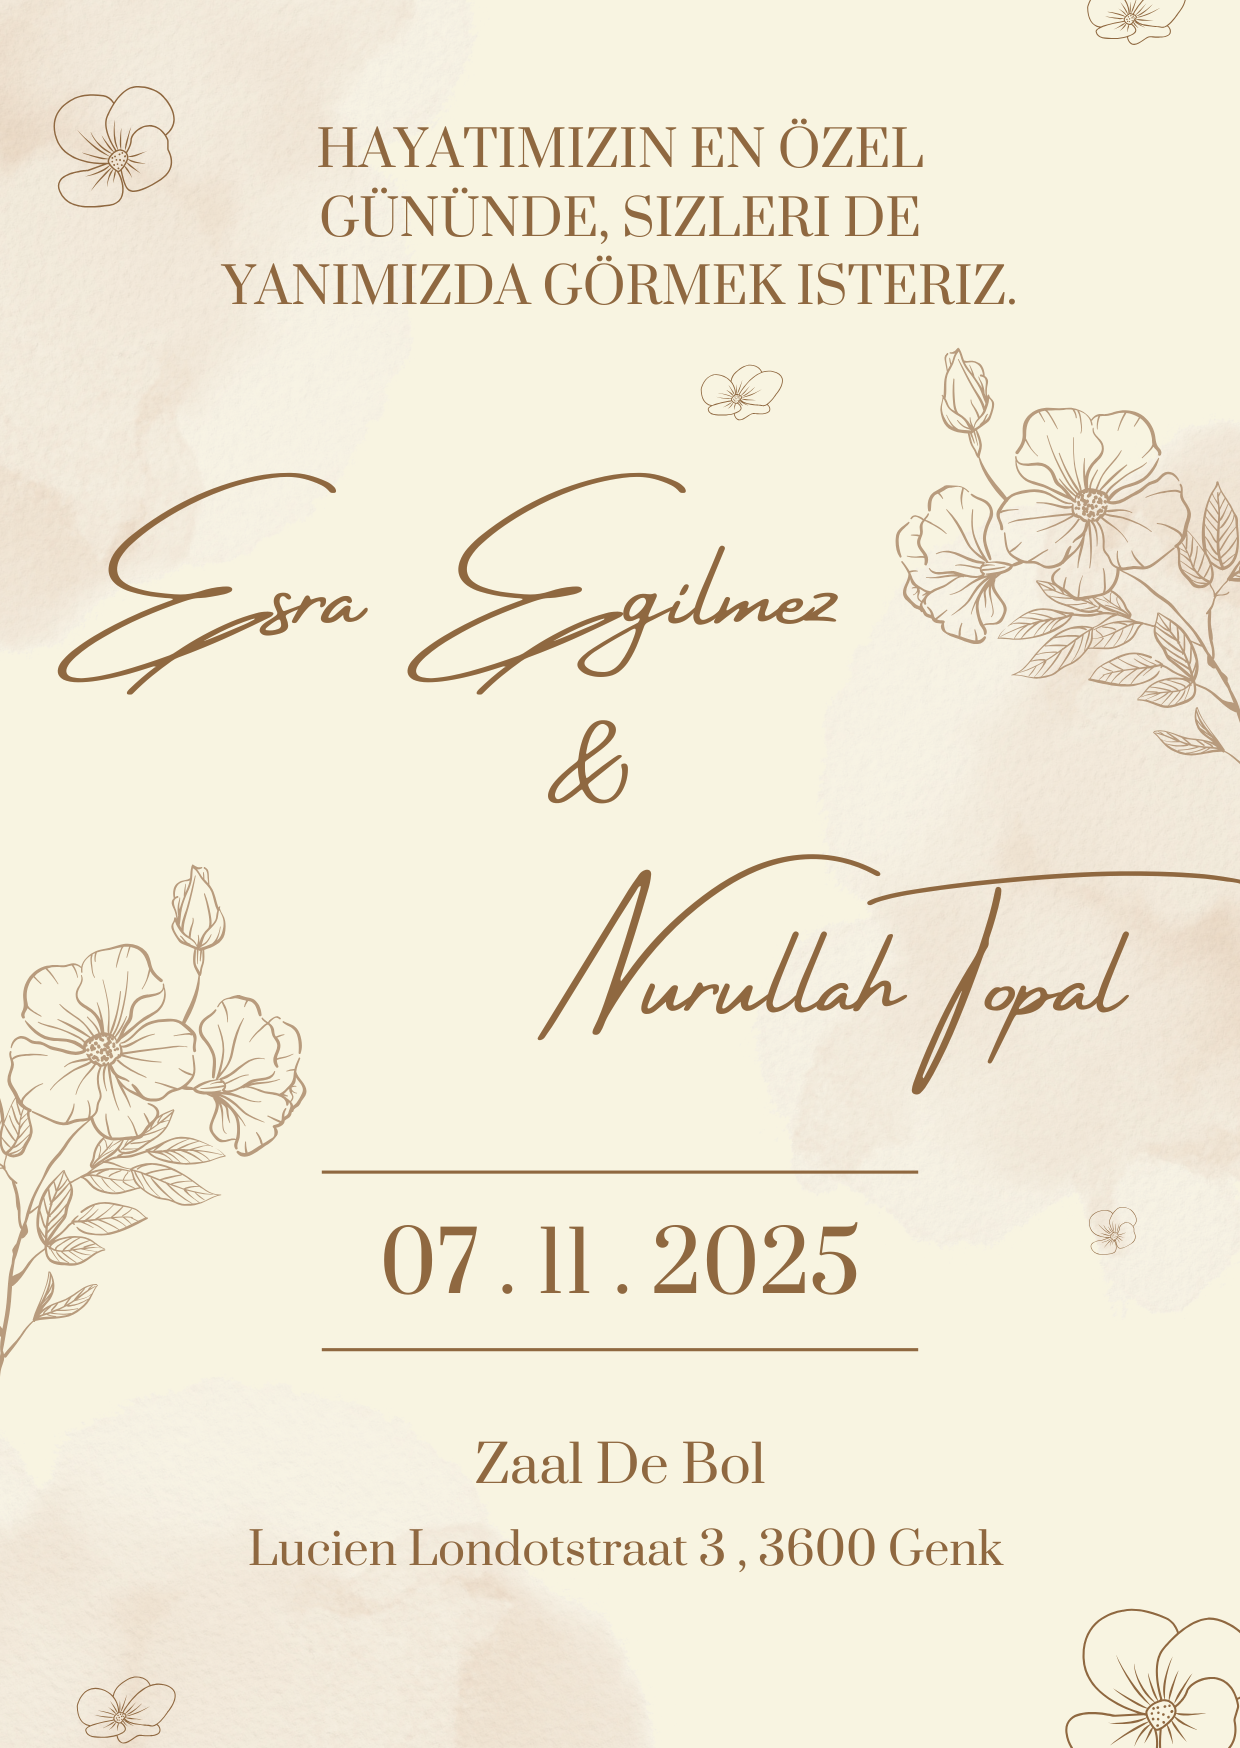 HAYATIMIZIN EN ÖZEL
GÜNÜNDE, SIZLERI DE
YANIMIZDA GÖRMEK ISTERIZ.
Esra Egilmez
&
Nurullah Topal
07 . 11 . 2025
Zaal De Bol
Lucien Londotstraat 3 , 3600 Genk